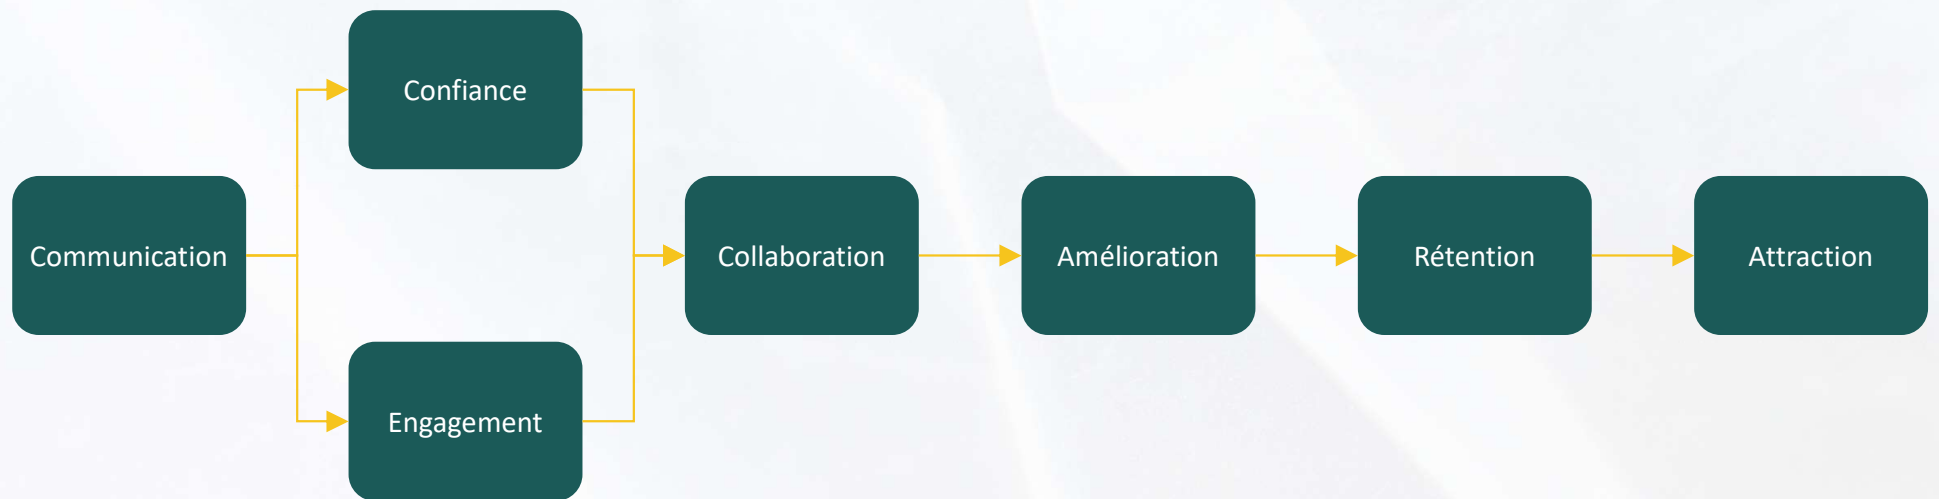 Communication
Confiance
Engagement
Collaboration
Amélioration
Rétention
Attraction